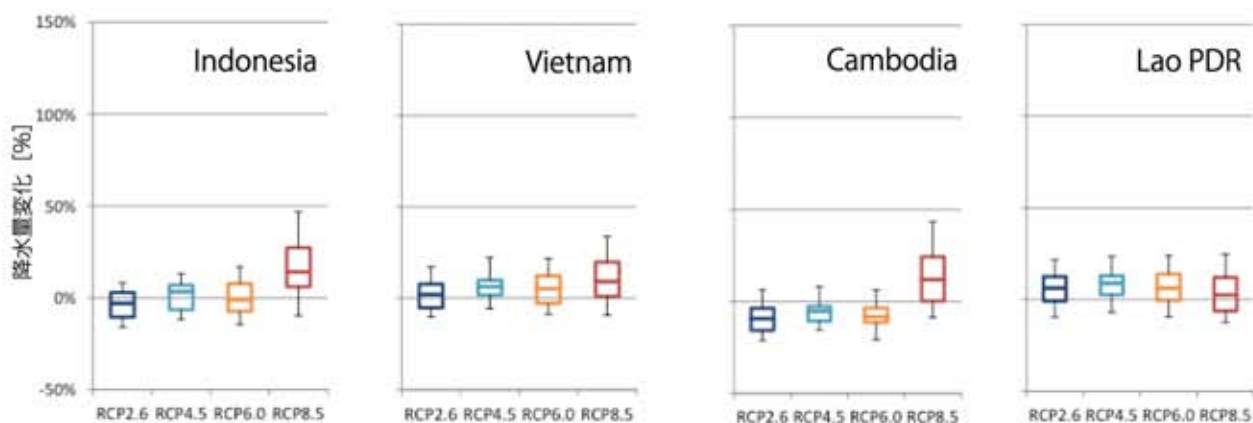 150%
100%
50%
0%
-50%
降水量変化 [%]
Indonesia
RCP2.6 RCP4.5 RCP6.0 RCP8.5
Vietnam
RCP2.6 RCP4.5 RCP6.0 RCP8.5
Cambodia
RCP2.6 RCP4.5 RCP6.0 RCP8.5
Lao PDR
RCP2.6 RCP4.5 RCP6.0 RCP8.5